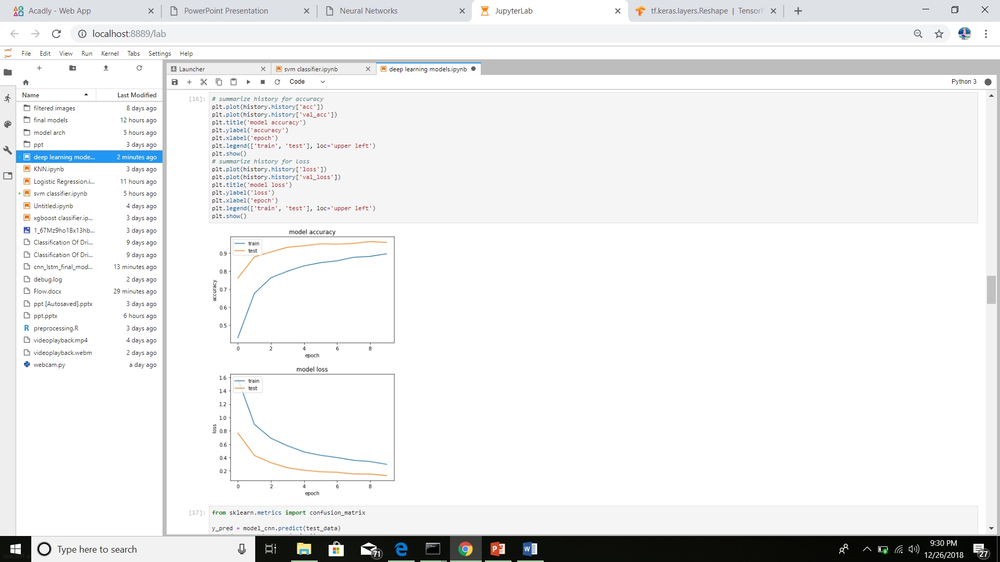 Acadly - Web App
PowerPoint Presentation
Neural Networks
JupyterLab
tf.keras.layers.Reshape | TensorF
localhost:8889/lab
File Edit View Run Kernel Tabs Settings Help
Launcher
svm classifier.ipynb
deep learning models.ipynb
Code
Python 3
Name Last Modified
filtered images 8 days ago
final models 12 hours ago
model arch 5 hours ago
ppt 3 days ago
deep learning mode... 2 minutes ago
KNN.ipynb 3 days ago
Logistic Regression.i... 11 hours ago
svm classifier.ipynb 5 hours ago
Untitled.ipynb 4 days ago
xgboost classifier.ip... 3 days ago
1_67Mz9ho1Bx13hb... 3 days ago
Classification Of Dri... 9 days ago
Classification Of Dri... 9 days ago
cnn_lstm_final_mod... 13 minutes ago
debug.log 2 days ago
Flow.docx 29 minutes ago
ppt [Autosaved].pptx 3 days ago
ppt.pptx 6 hours ago
R preprocessing.R 3 days ago
videoplayback.mp4 4 days ago
videoplayback.webm 2 days ago
webcam.py a day ago
[16]:
# summarize history for accuracy
plt.plot(history.history['acc'])
plt.plot(history.history['val_acc'])
plt.title('model accuracy')
plt.ylabel('accuracy')
plt.xlabel('epoch')
plt.legend(['train', 'test'], loc='upper left')
plt.show()
# summarize history for loss
plt.plot(history.history['loss'])
plt.plot(history.history['val_loss'])
plt.title('model loss')
plt.ylabel('loss')
plt.xlabel('epoch')
plt.legend(['train', 'test'], loc='upper left')
plt.show()
model accuracy
train
test
0.9
0.8
0.7
0.6
0.5
accuracy
0 2 4 6 8
epoch
model loss
train
test
1.6
1.4
1.2
1.0
0.8
0.6
0.4
0.2
loss
0 2 4 6 8
epoch
[17]:
from sklearn.metrics import confusion_matrix
y_pred = model_cnn.predict(test_data)
Type here to search
71
9:30 PM
12/26/2018
27